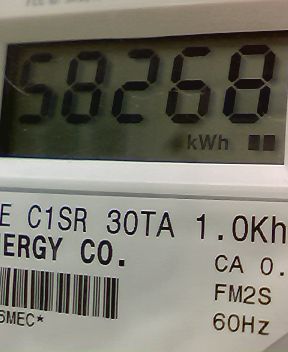 58268
kWh
E C1SR 30TA 1.0Kh
ERGY CO.
CA 0.
FM2S
6MEC*
60Hz